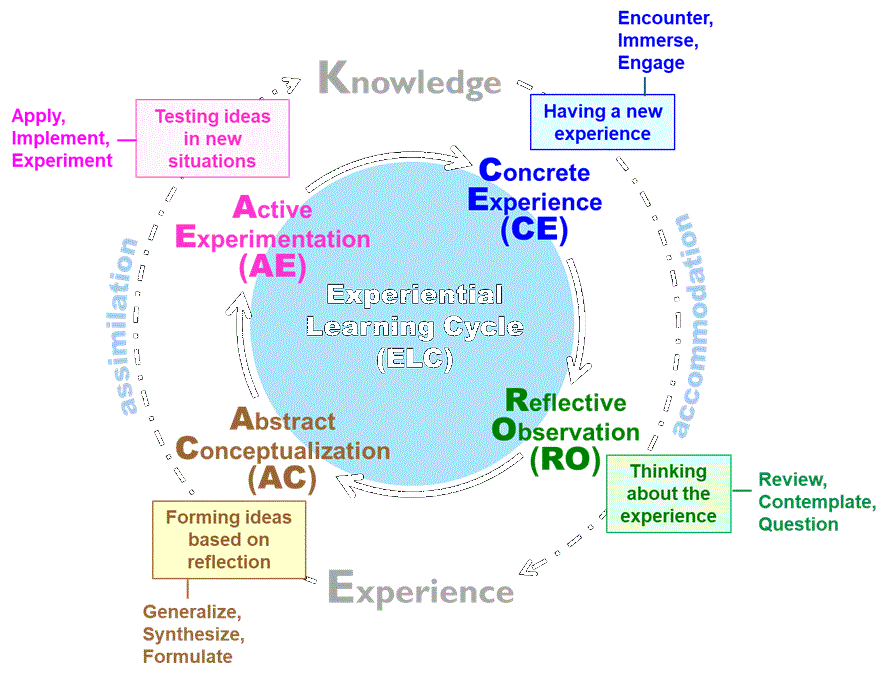 Encounter,
Immerse,
Engage
Knowledge
Having a new
experience
Testing ideas
in new
situations
Apply,
Implement,
Experiment
Concrete
Experience
(CE)
Active
Experimentation
(AE)
assimilation
accommodation
Experiential
Learning Cycle
(ELC)
Reflective
Observation
(RO)
Abstract
Conceptualization
(AC)
Thinking
about the
experience
Review,
Contemplate,
Question
Forming ideas
based on
reflection
Experience
Generalize,
Synthesize,
Formulate